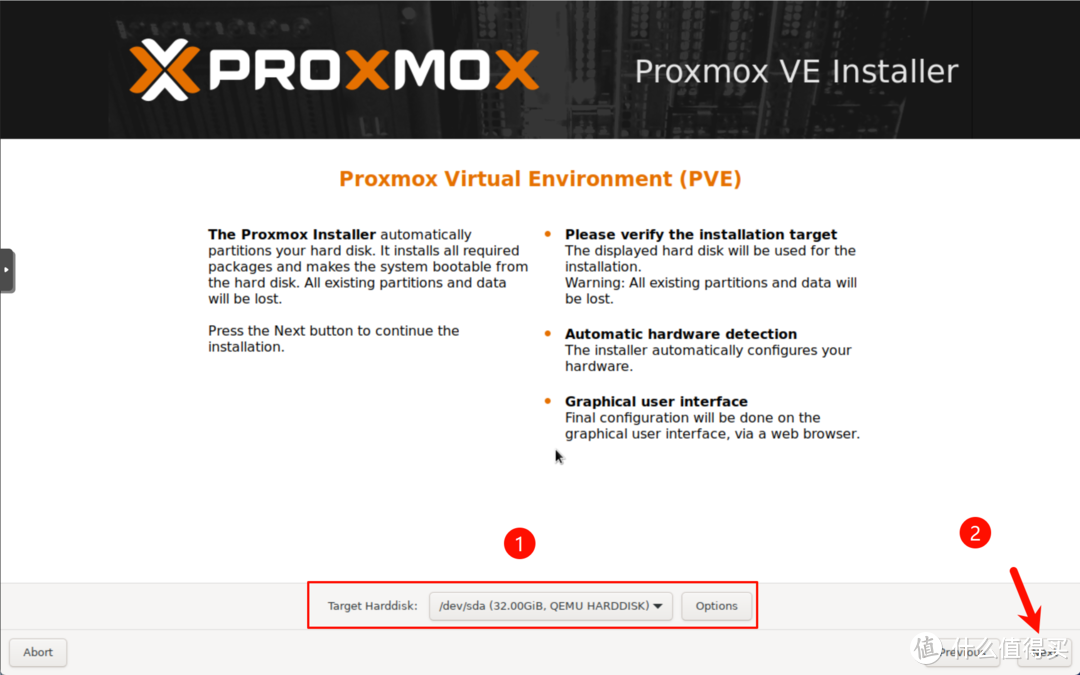 PROXMOX
Proxmox VE Installer
Proxmox Virtual Environment (PVE)
The Proxmox Installer automatically
partitions your hard disk. It installs all required
packages and makes the system bootable from
the hard disk. All existing partitions and data
will be lost.
Press the Next button to continue the
installation.
Please verify the installation target
The displayed hard disk will be used for the
installation.
Warning: All existing partitions and data will
be lost.
Automatic hardware detection
The installer automatically configures your
hardware.
Graphical user interface
Final configuration will be done on the
graphical user interface, via a web browser.
1
2
Target Harddisk: /dev/sda (32.00GiB, QEMU HARDDISK) Options
Abort
Previous
Next
值 什么值得买